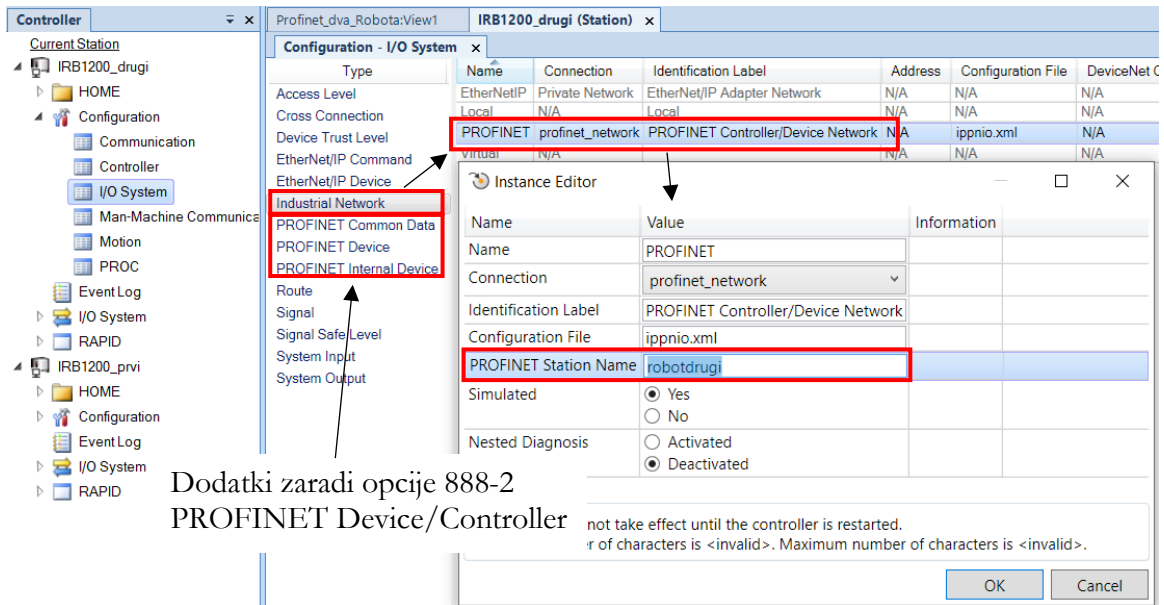 Controller
Current Station
IRB1200_drugi
HOME
Configuration
Communication
Controller
I/O System
Man-Machine Communica
Motion
PROC
Event Log
I/O System
RAPID
IRB1200_prvi
HOME
Configuration
Event Log
I/O System
RAPID
Profinet_dva_Robota:View1 IRB1200_drugi (Station) x
Configuration - I/O System x
Type
Access Level
Cross Connection
Device Trust Level
EtherNet/IP Command
EtherNet/IP Device
Industrial Network
PROFINET Common Data
PROFINET Device
PROFINET Internal Device
Route
Signal
Signal Safe Level
System Input
System Output
Name Connection Identification Label Address Configuration File DeviceNet C
EtherNetIP Private Network EtherNet/IP Adapter Network N/A N/A N/A
Local N/A Local N/A N/A N/A
PROFINET profinet_network PROFINET Controller/Device Network N/A ippnio.xml N/A
Virtual N/A N/A N/A N/A
Instance Editor
Name Value Information
Name PROFINET
Connection profinet_network
Identification Label PROFINET Controller/Device Network
Configuration File ippnio.xml
PROFINET Station Name robotdrugi
Simulated Yes
No
Nested Diagnosis Activated
Deactivated
not take effect until the controller is restarted.
r of characters is <invalid>. Maximum number of characters is <invalid>.
OK Cancel
Dodatki zaradi opcije 888-2
PROFINET Device/Controller